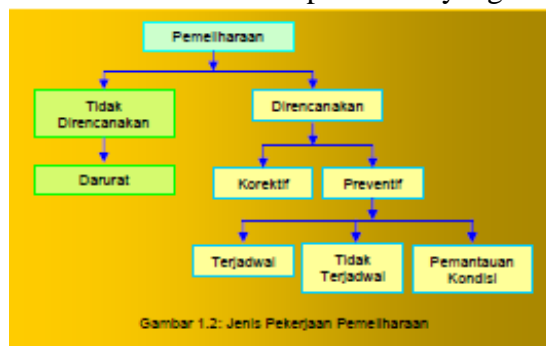 Pemeliharaan
Tidak
Direncanakan
Direncanakan
Darurat
Korektif
Preventif
Terjadwal
Tidak
Terjadwal
Pemantauan
Kondisi
Gambar 1.2: Jenis Pekerjaan Pemeliharaan